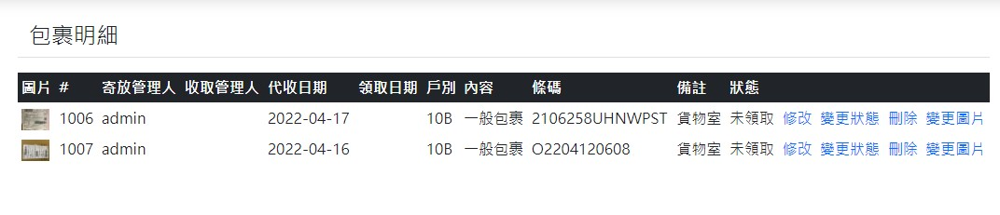 包裹明細
圖片 # 寄放管理人 收取管理人 代收日期 領取日期 戶別 內容 條碼 備註 狀態
1006 admin 2022-04-17 10B 一般包裹 2106258UHNWPST 貨物室 未領取 修改 變更狀態 刪除 變更圖片
1007 admin 2022-04-16 10B 一般包裹 O2204120608 貨物室 未領取 修改 變更狀態 刪除 變更圖片